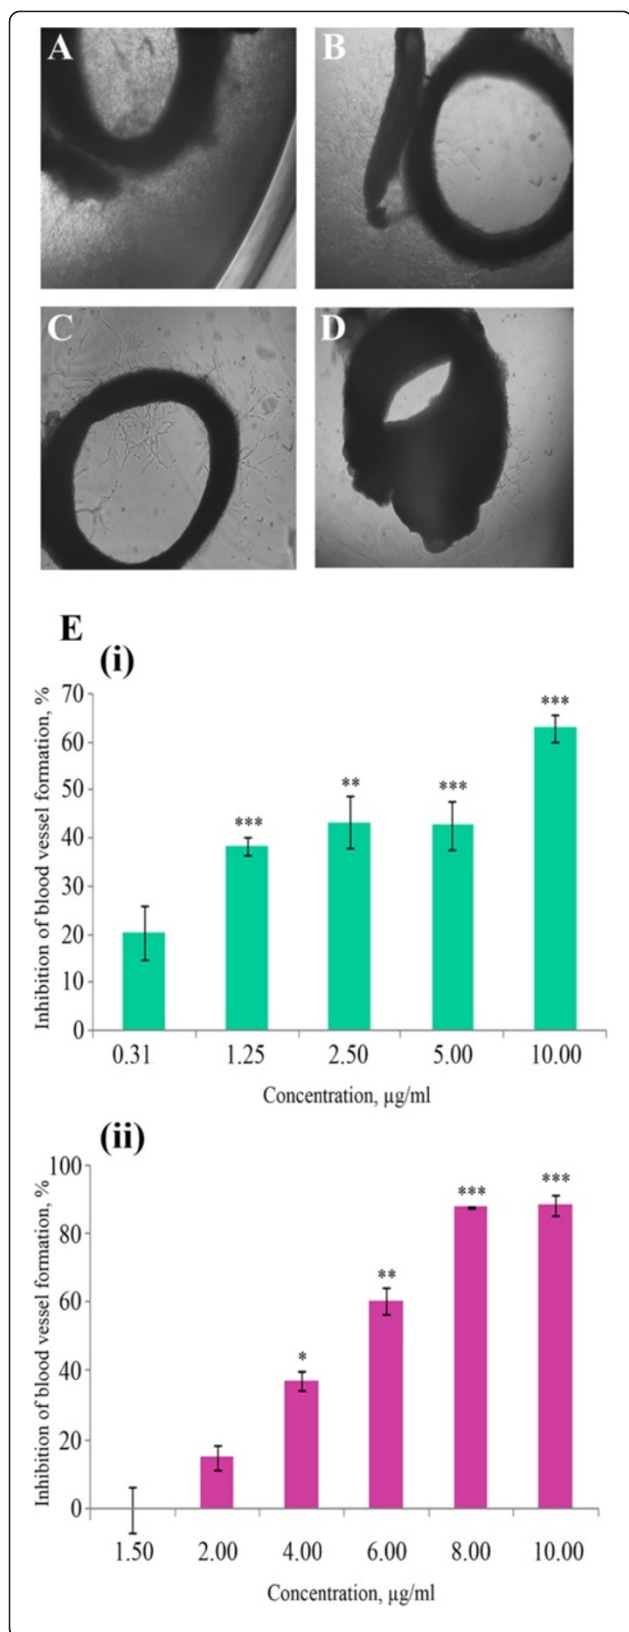 A
B
C
D
E
(i)
Inhibition of blood vessel formation, %
70
60
50
40
30
20
10
0
***
**
***
***
0.31 1.25 2.50 5.00 10.00
Concentration, µg/ml
(ii)
Inhibition of blood vessel formation, %
100
80
60
40
20
0
*
**
***
***
1.50 2.00 4.00 6.00 8.00 10.00
Concentration, µg/ml